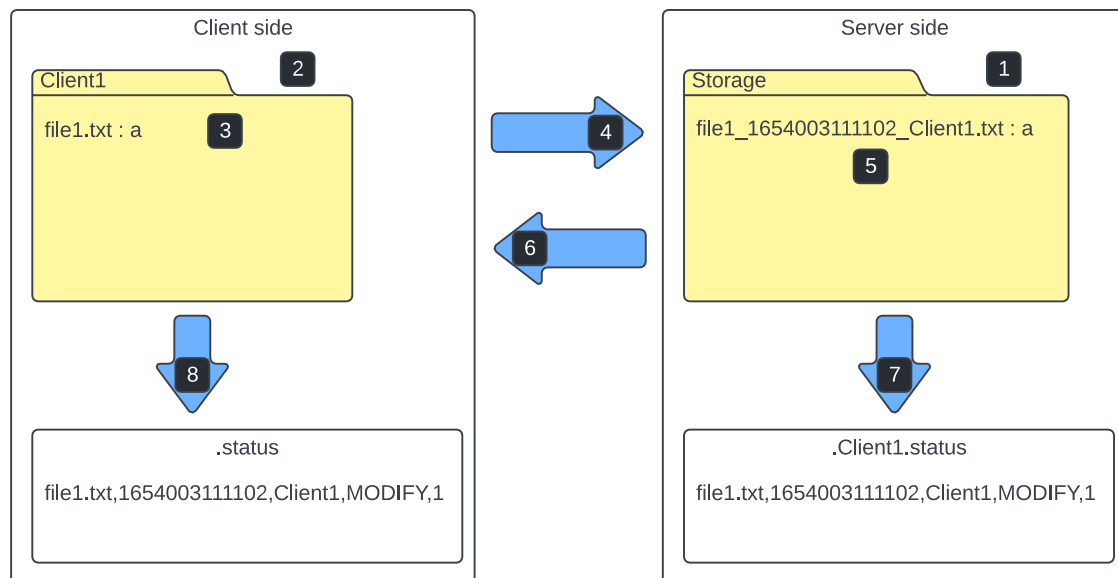 Client side
Server side
2
1
Client1
Storage
file1.txt : a
3
4
file1_1654003111102_Client1.txt : a
5
6
8
7
.status
.Client1.status
file1.txt,1654003111102,Client1,MODIFY,1
file1.txt,1654003111102,Client1,MODIFY,1